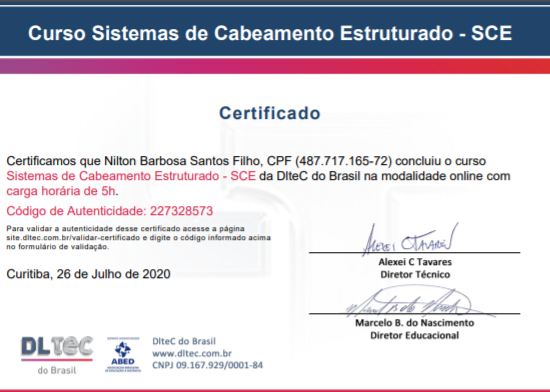 Curso Sistemas de Cabeamento Estruturado - SCE
Certificado
Certificamos que Nilton Barbosa Santos Filho, CPF (487.717.165-72) concluiu o curso
Sistemas de Cabeamento Estruturado - SCE da DlteC do Brasil na modalidade online com
carga horária de 5h.
Código de Autenticidade: 227328573
Para validar a autenticidade desse certificado acesse a página
site.dltec.com.br/validar-certificado e digite o código informado acima
no formulário de validação.
Curitiba, 26 de Julho de 2020
Alexei C Tavares
Alexei C Tavares
Diretor Técnico
Marcelo B. do Nascimento
Diretor Educacional
DLTEC
do Brasil
ABED
DlteC do Brasil
www.dltec.com.br
CNPJ 09.167.929/0001-84